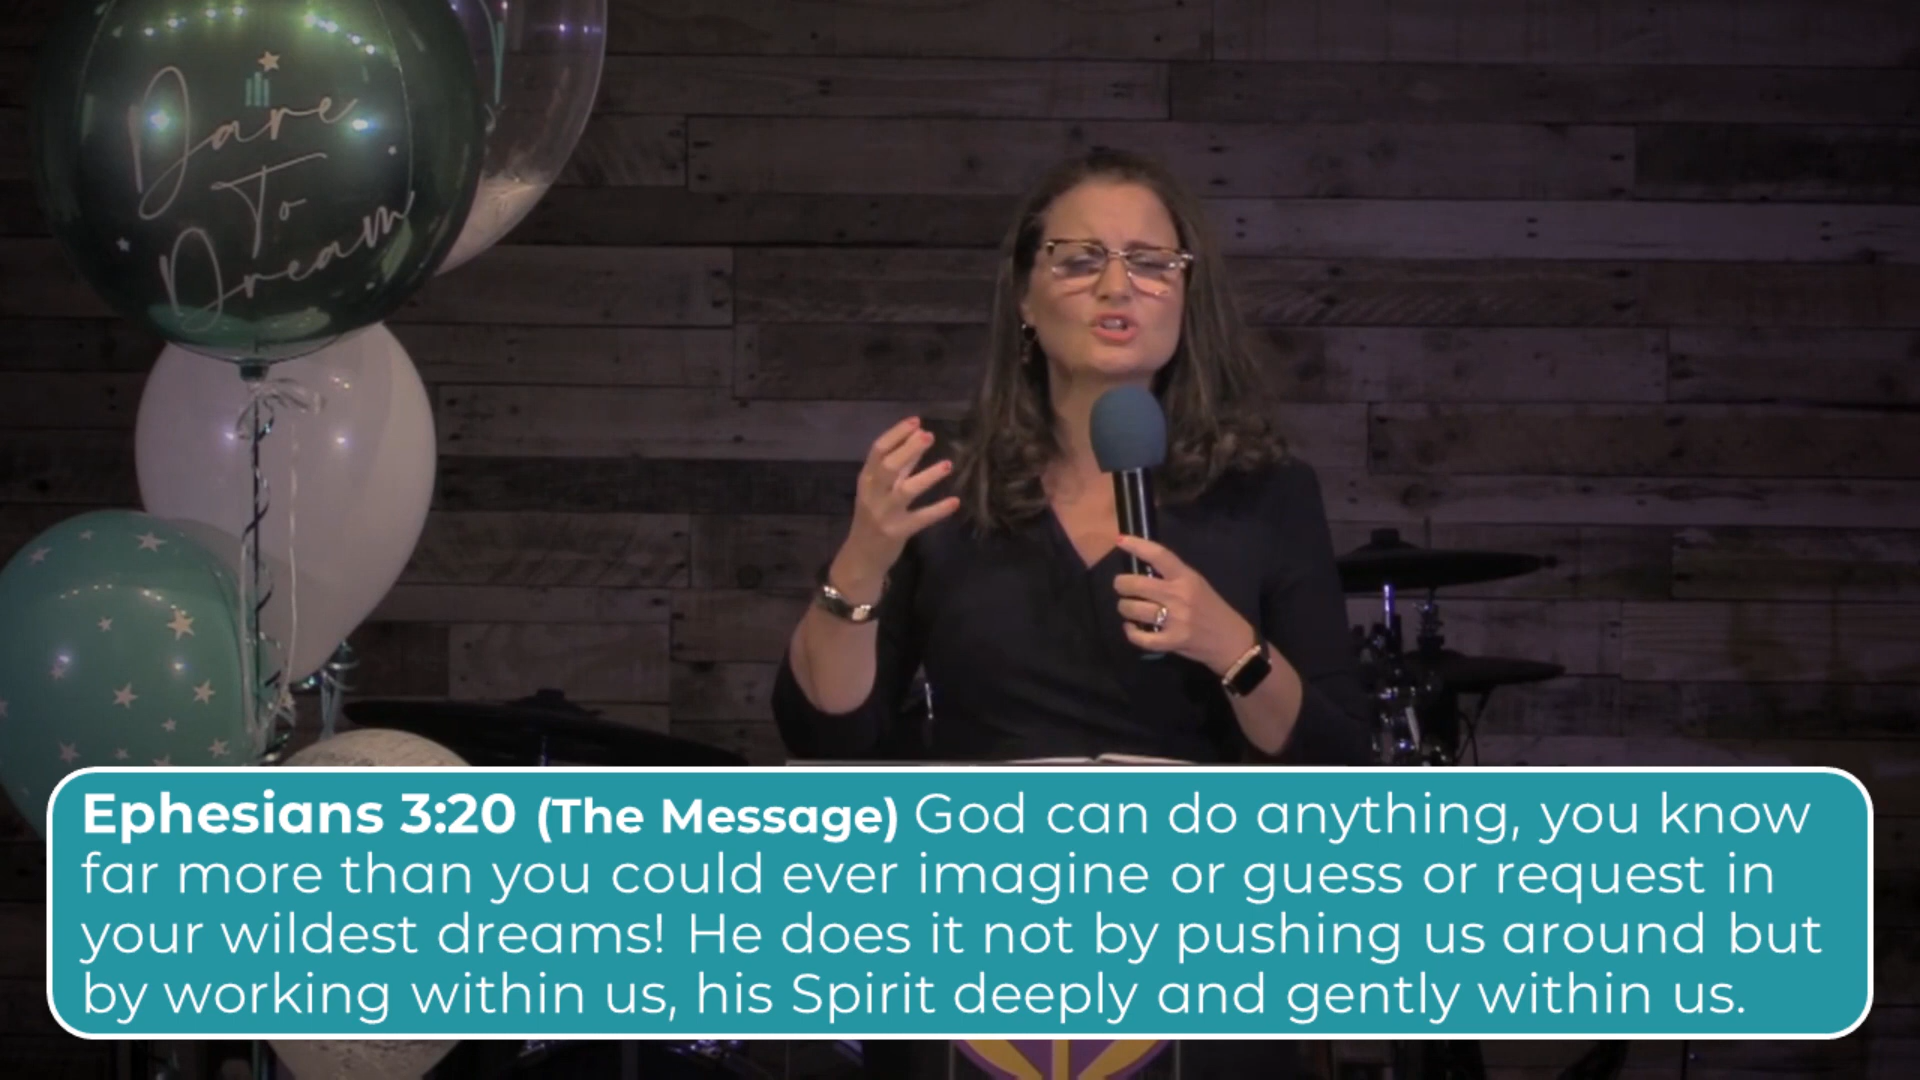 Dare
To
Dream
Ephesians 3:20 (The Message) God can do anything, you know
far more than you could ever imagine or guess or request in
your wildest dreams! He does it not by pushing us around but
by working within us, his Spirit deeply and gently within us.